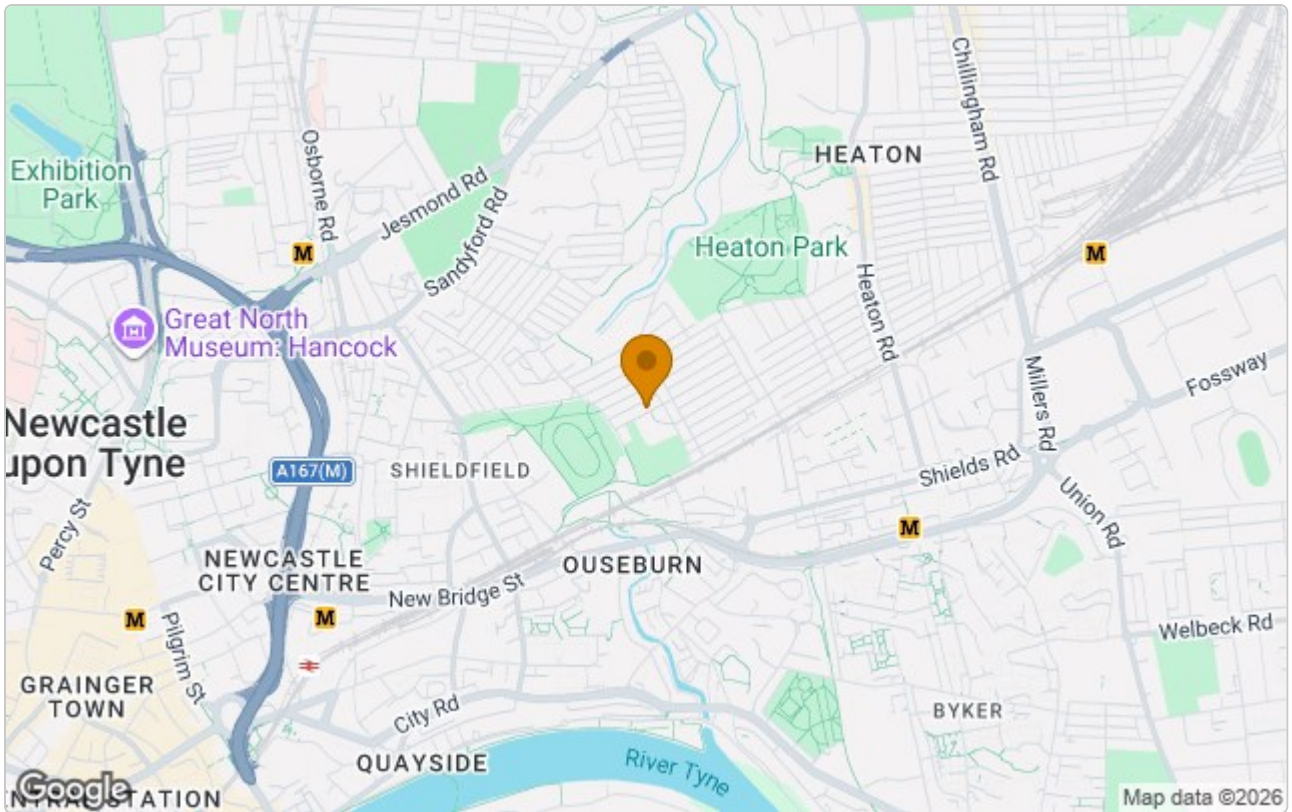 Exhibition
Park
Osborne Rd
Jesmond Rd
Sandyford Rd
HEATON
Chillingham Rd
Heaton Park
Heaton Rd
M
M
Great North
Museum: Hancock
Millers Rd
Fossway
Newcastle
upon Tyne
A167(M)
SHIELDFIELD
Shields Rd
Union Rd
Percy St
M
NEWCASTLE
CITY CENTRE
OUSEBURN
New Bridge St
M
M
Pilgrim St
Welbeck Rd
GRAINGER
TOWN
City Rd
BYKER
QUAYSIDE
River Tyne
Google
NTRAL STATION
Map data ©2026